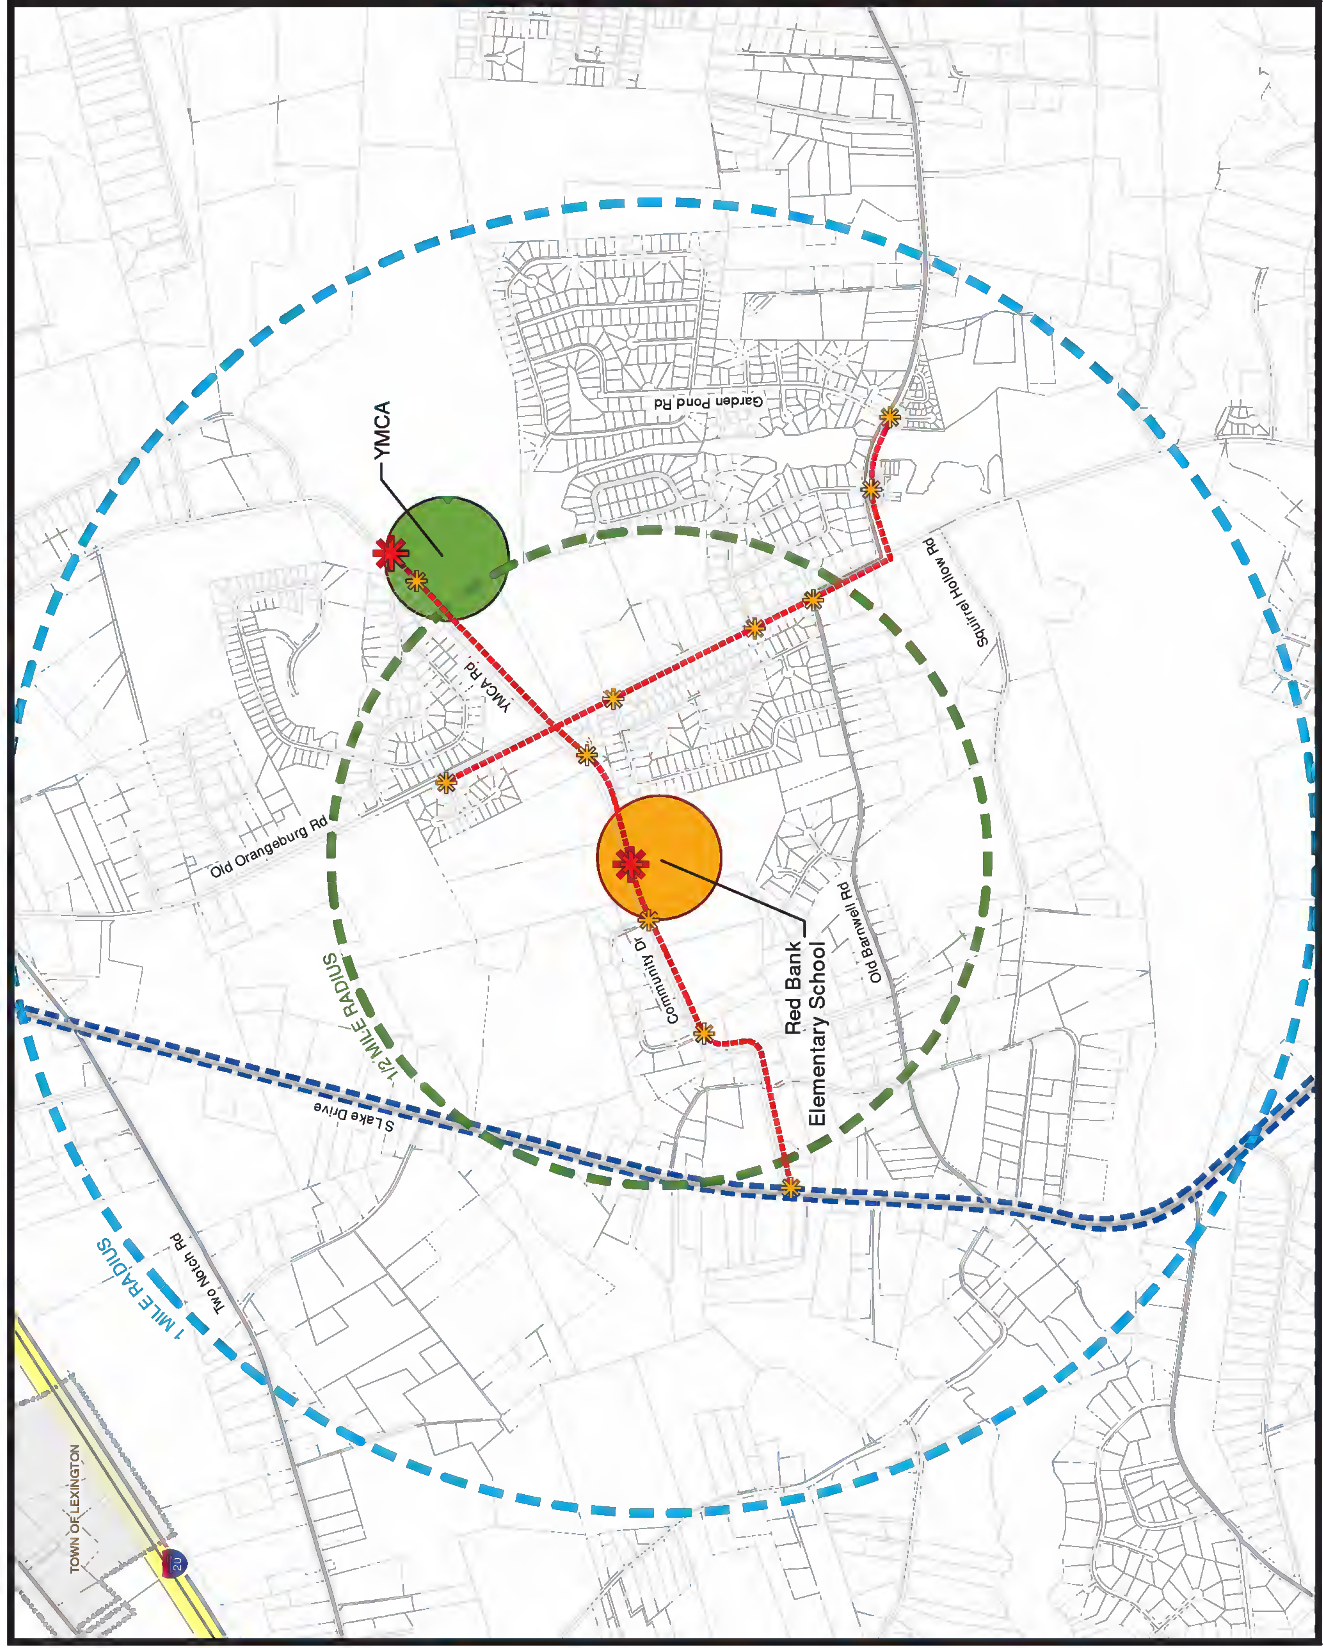 YMCA
Garden Pond Rd
Squirrel Hollow Rd
YMCA Rd
Old Orangeburg Rd
Old Barnwell Rd
Community Dr
Red Bank
Elementary School
1/2 MILE RADIUS
S Lake Drive
Two Notch Rd
1 MILE RADIUS
TOWN OF LEXINGTON
20